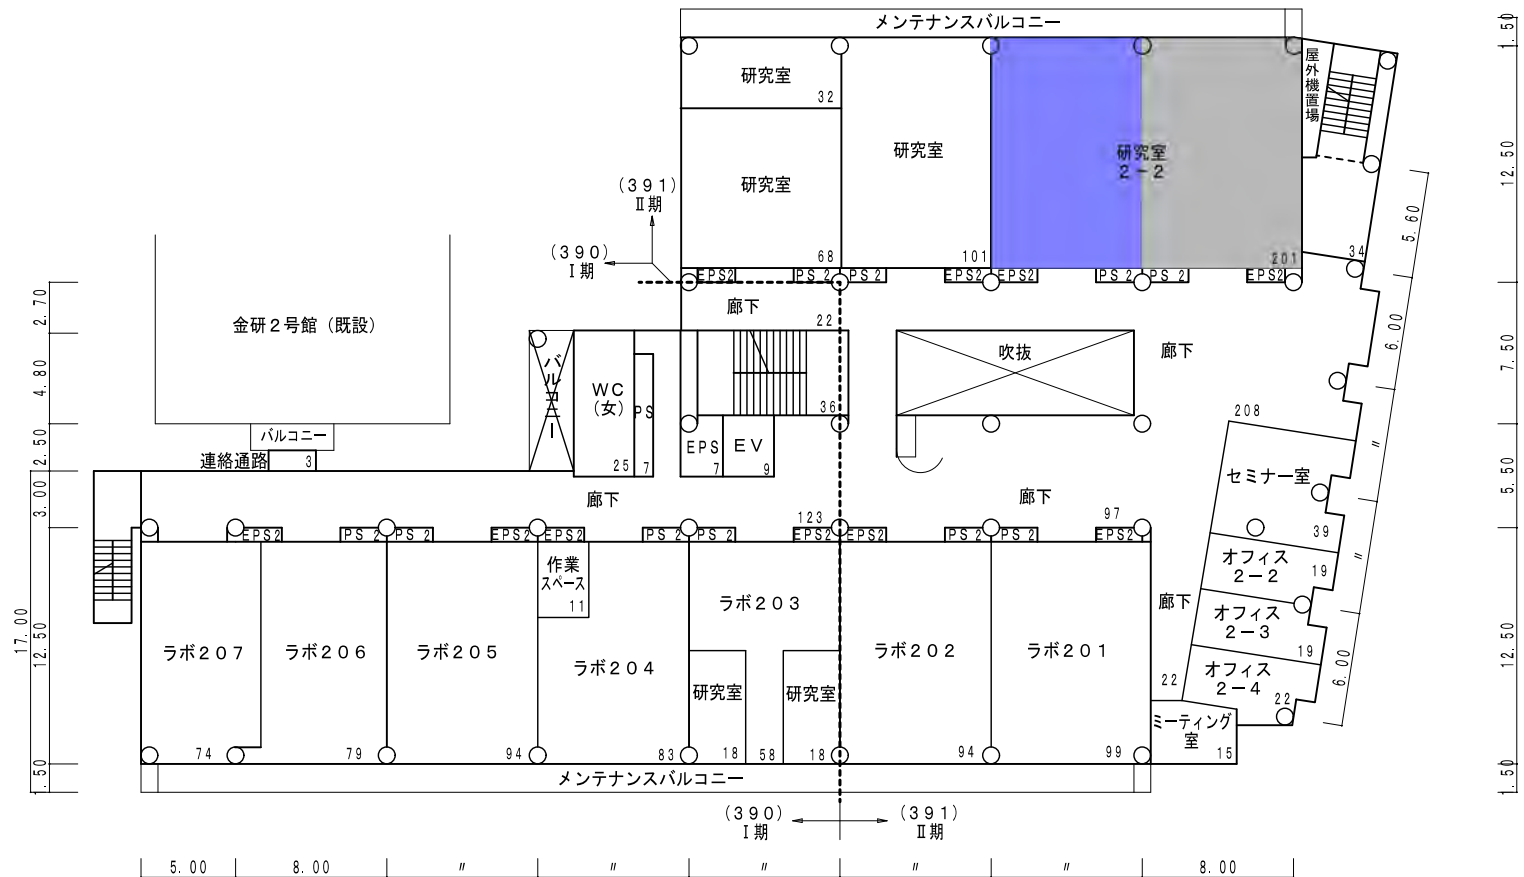 メンテナンスバルコニー
研究室
32
研究室
68
研究室
101
研究室
2-2
201
屋外機置場
34
(391)
Ⅱ期
(390)
Ⅰ期
EPS2
PS 2
PS 2
EPS2
EPS2
PS 2
PS 2
EPS2
廊下
22
金研2号館(既設)
バルコニー
連絡通路
3
バルコニー
WC
(女)
25
PS
7
36
EPS
7
EV
9
吹抜
廊下
208
セミナー室
39
廊下
廊下
123
97
EPS2
PS 2
PS 2
EPS2
EPS2
PS 2
PS 2
EPS2
EPS2
PS 2
PS 2
EPS2
ラボ207
74
ラボ206
79
ラボ205
94
作業
スペース
11
ラボ204
83
ラボ203
研究室
18
58
研究室
18
ラボ202
94
ラボ201
99
廊下
22
オフィス
2-2
19
オフィス
2-3
19
オフィス
2-4
22
ミーティング
室
15
メンテナンスバルコニー
(390)
Ⅰ期
(391)
Ⅱ期
2.70
4.80
2.50
3.00
17.00
12.50
.50
1.50
12.50
7.50
5.50
12.50
1.50
5.60
6.00
〃
〃
6.00
5.00
8.00
〃
〃
〃
〃
〃
8.00